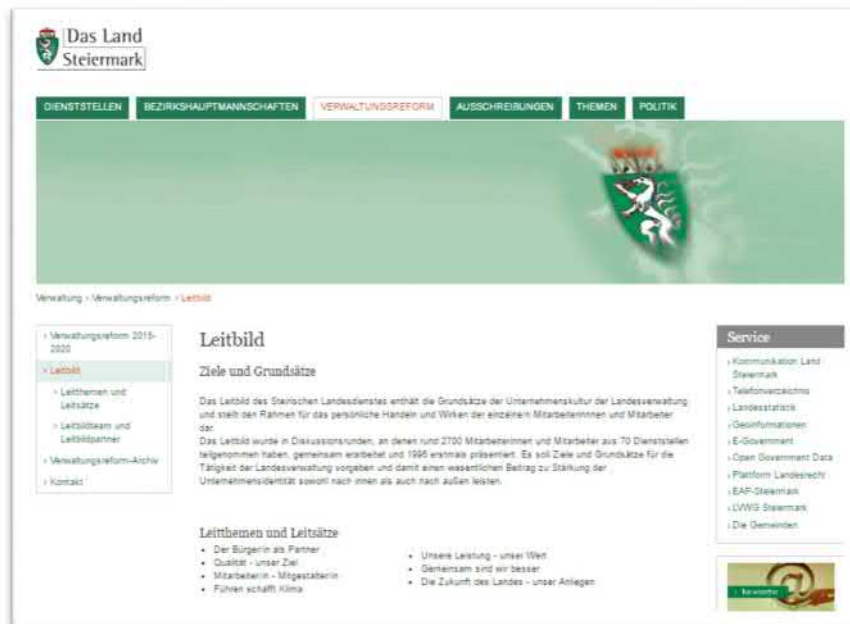 Das Land
Steiermark
DIENSTSTELLEN BEZIRKSHAUPTMANNSCHAFTEN VERWALTUNGSREFORM AUSSCHREIBUNGEN THEMEN POLITIK
Verwaltung › Verwaltungsreform › Leitbild
› Verwaltungsreform 2015-
2020
› Leitbild
› Leitthemen und
Leitsätze
› Leitbildteam und
Leitbildpartner
› Verwaltungsreform-Archiv
› Kontakt
Leitbild
Ziele und Grundsätze
Das Leitbild des Steirischen Landesdienstes enthält die Grundsätze der Unternehmenskultur der Landesverwaltung
und stellt den Rahmen für das persönliche Handeln und Wirken der einzelnern Mitarbeiterinnnen und Mitarbeiter
dar.
Das Leitbild wurde in Diskussionsrunden, an denen rund 2700 Mitarbeiterinnen und Mitarbeiter aus 70 Dienststellen
teilgenommen haben, gemeinsam erarbeitet und 1996 erstmals präsentiert. Es soll Ziele und Grundsätze für die
Tätigkeit der Landesverwaltung vorgeben und damit einen wesentlichen Beitrag zu Stärkung der
Unternehmensidentität sowohl nach innen als auch nach außen leisten.
Leitthemen und Leitsätze
• Der Bürger/in als Partner
• Qualität - unser Ziel
• Mitarbeiter/in - Mitgestalter/in
• Führen schafft Klima
• Unsere Leistung - unser Wert
• Gemeinsam sind wir besser
• Die Zukunft des Landes - unser Anliegen
Service
› Kommunikation Land
Steiermark
› Telefonverzeichnis
› Landesstatistik
› Geoinformationen
› E-Government
› Open Government Data
› Plattform Landesrecht
› EAP-Steiermark
› LVWG Steiermark
› Die Gemeinden
› Newsletter